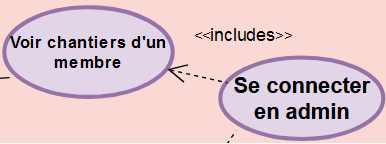 Voir chantiers d'un
membre
<<includes>>
Se connecter
en admin